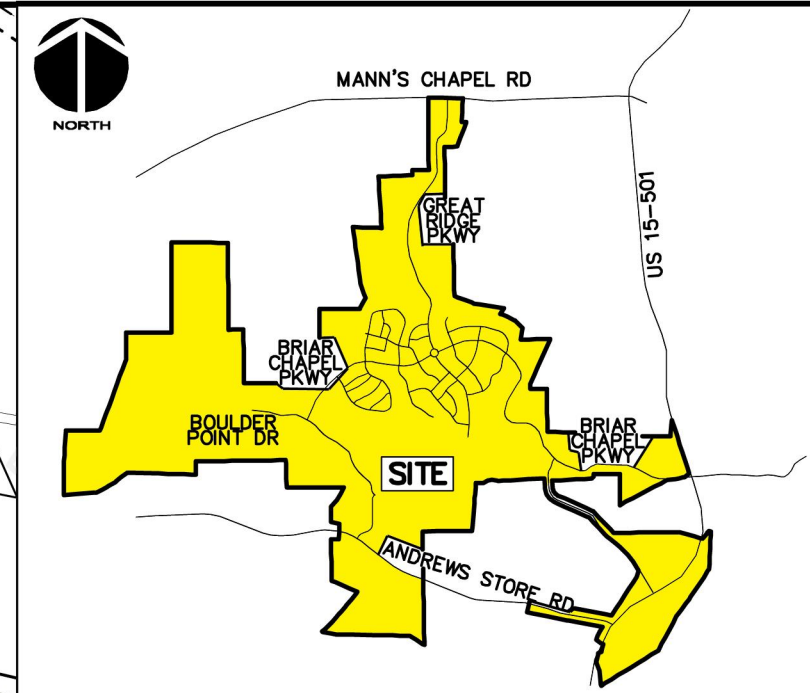 MANN'S CHAPEL RD
NORTH
US 15-501
GREAT
RIDGE
PKWY
BRIAR
CHAPEL
PKWY
BOULDER
POINT DR
BRIAR
CHAPEL
PKWY
SITE
ANDREWS STORE RD